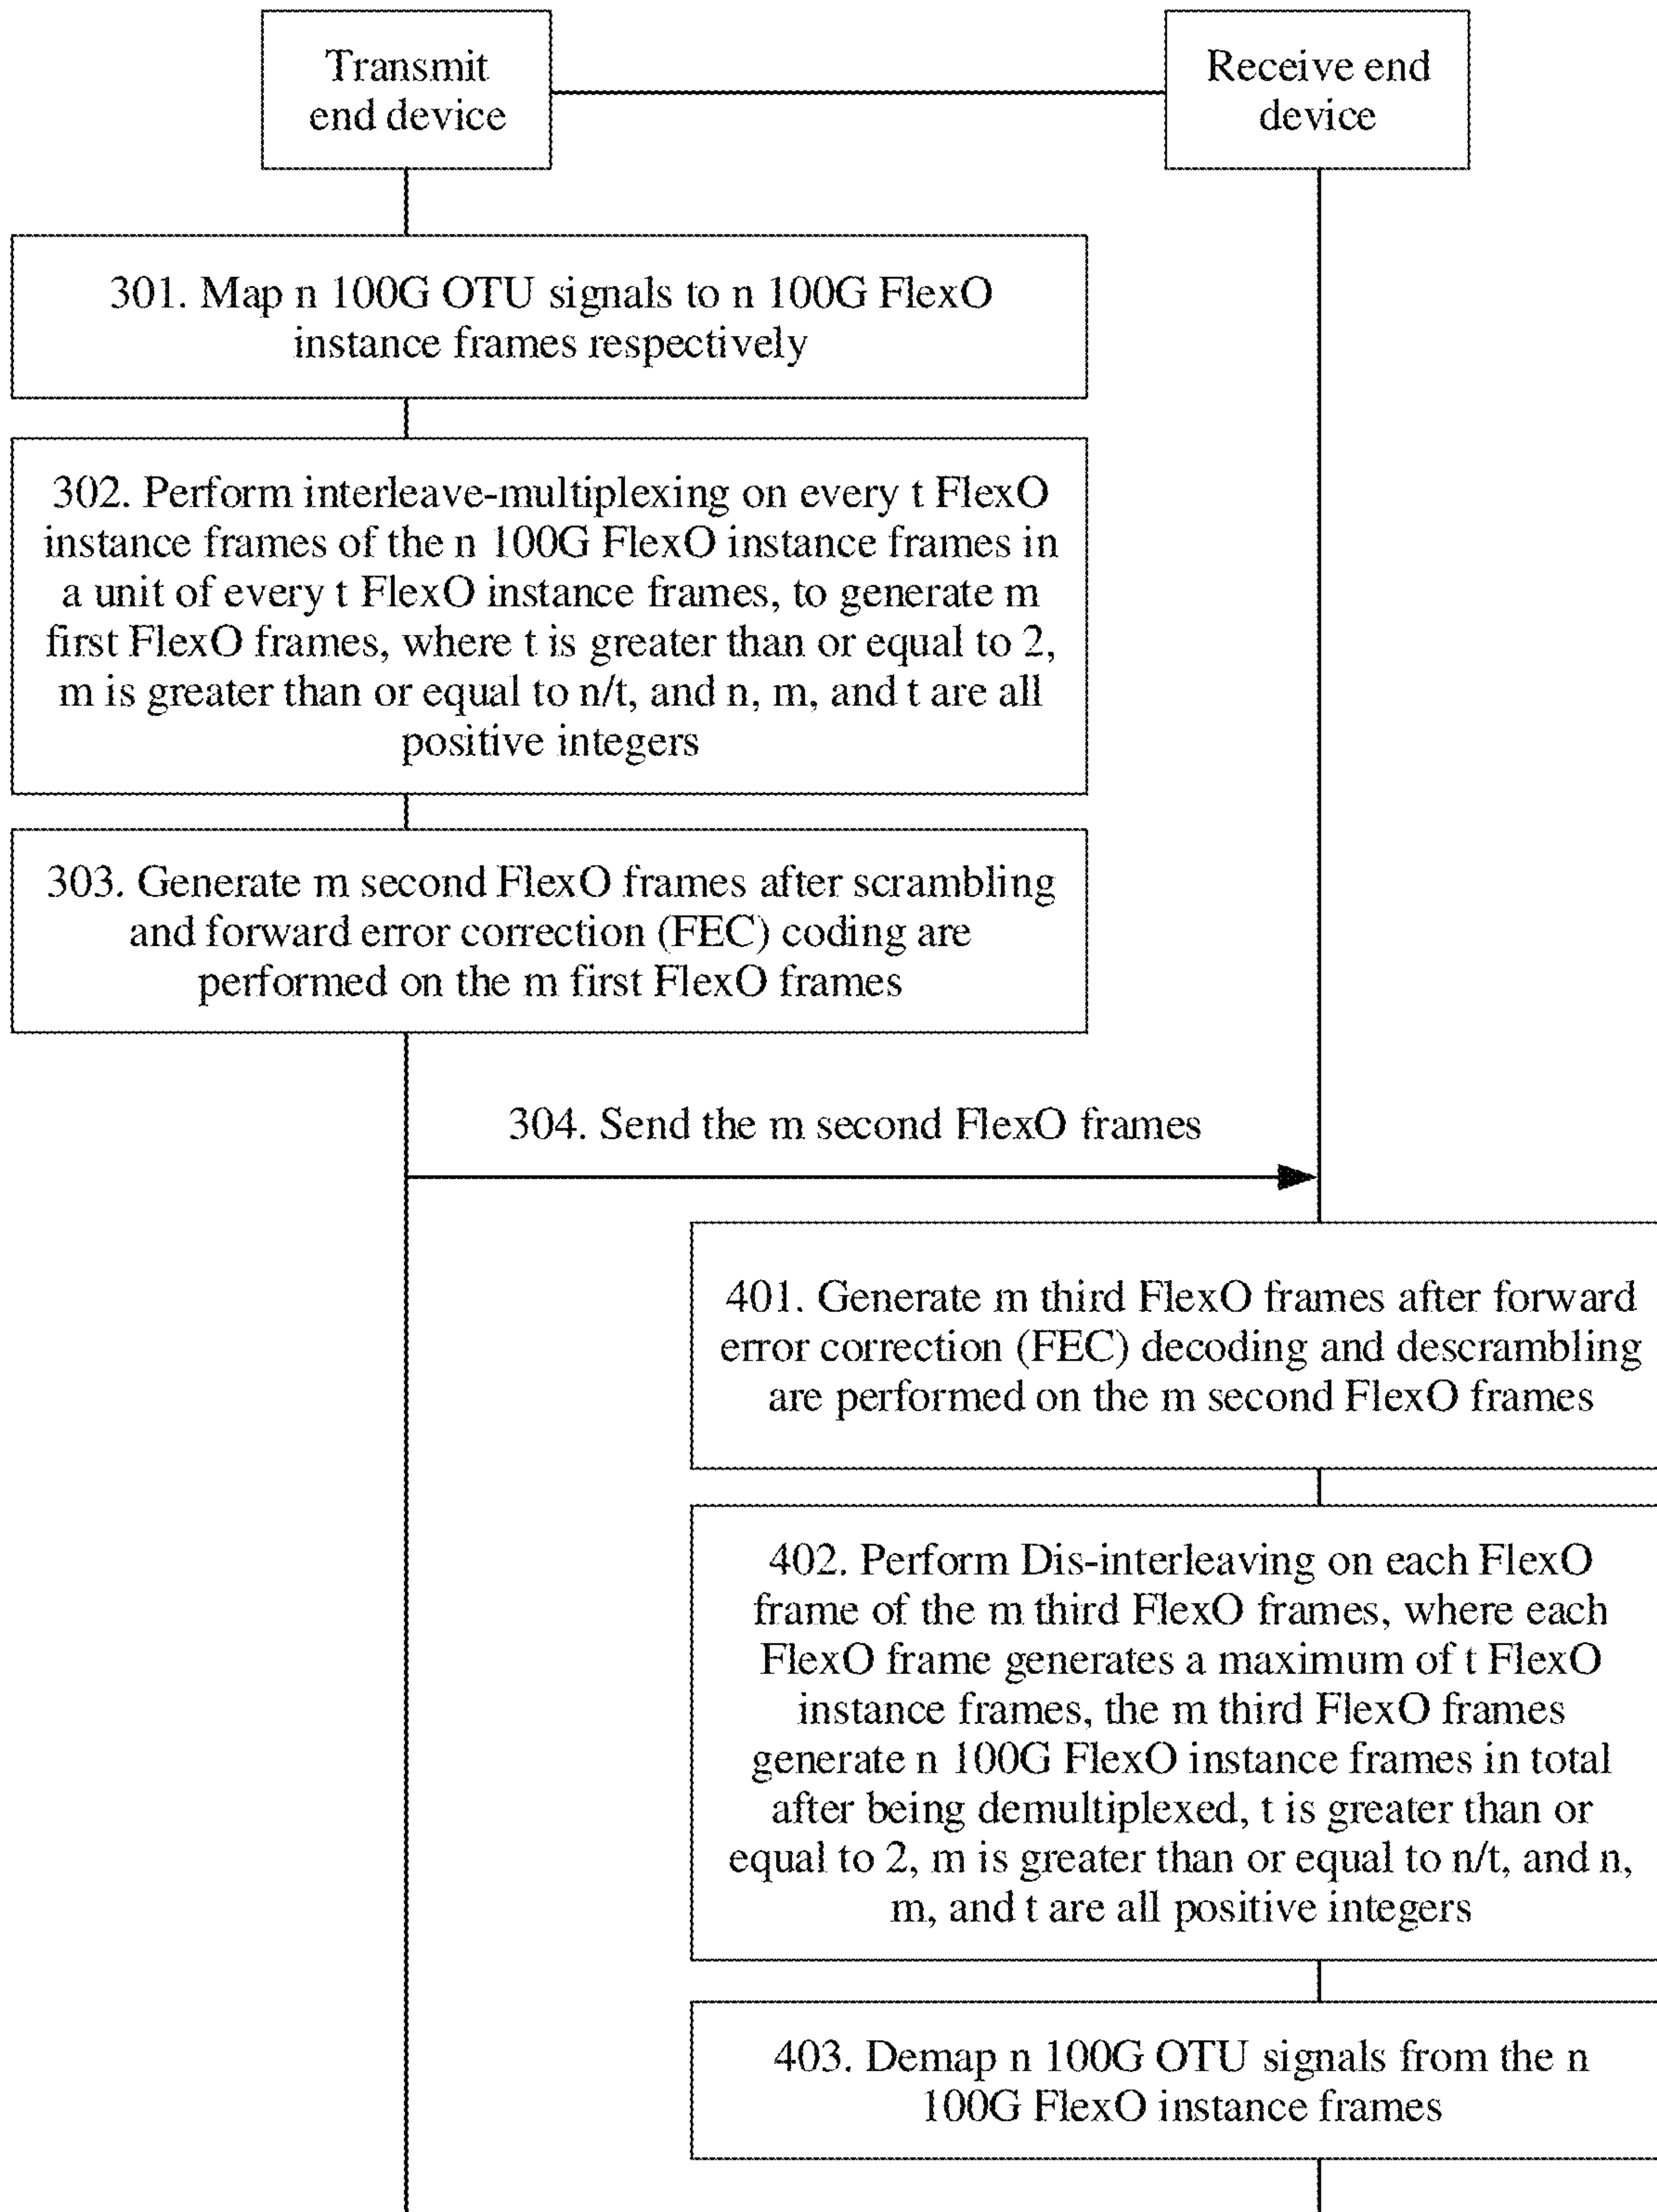 Transmit
end device
Receive end
device
301. Map n 100G OTU signals to n 100G FlexO
instance frames respectively
302. Perform interleave-multiplexing on every t FlexO
instance frames of the n 100G FlexO instance frames in
a unit of every t FlexO instance frames, to generate m
first FlexO frames, where t is greater than or equal to 2,
m is greater than or equal to n/t, and n, m, and t are all
positive integers
303. Generate m second FlexO frames after scrambling
and forward error correction (FEC) coding are
performed on the m first FlexO frames
304. Send the m second FlexO frames
401. Generate m third FlexO frames after forward
error correction (FEC) decoding and descrambling
are performed on the m second FlexO frames
402. Perform Dis-interleaving on each FlexO
frame of the m third FlexO frames, where each
FlexO frame generates a maximum of t FlexO
instance frames, the m third FlexO frames
generate n 100G FlexO instance frames in total
after being demultiplexed, t is greater than or
equal to 2, m is greater than or equal to n/t, and n,
m, and t are all positive integers
403. Demap n 100G OTU signals from the n
100G FlexO instance frames